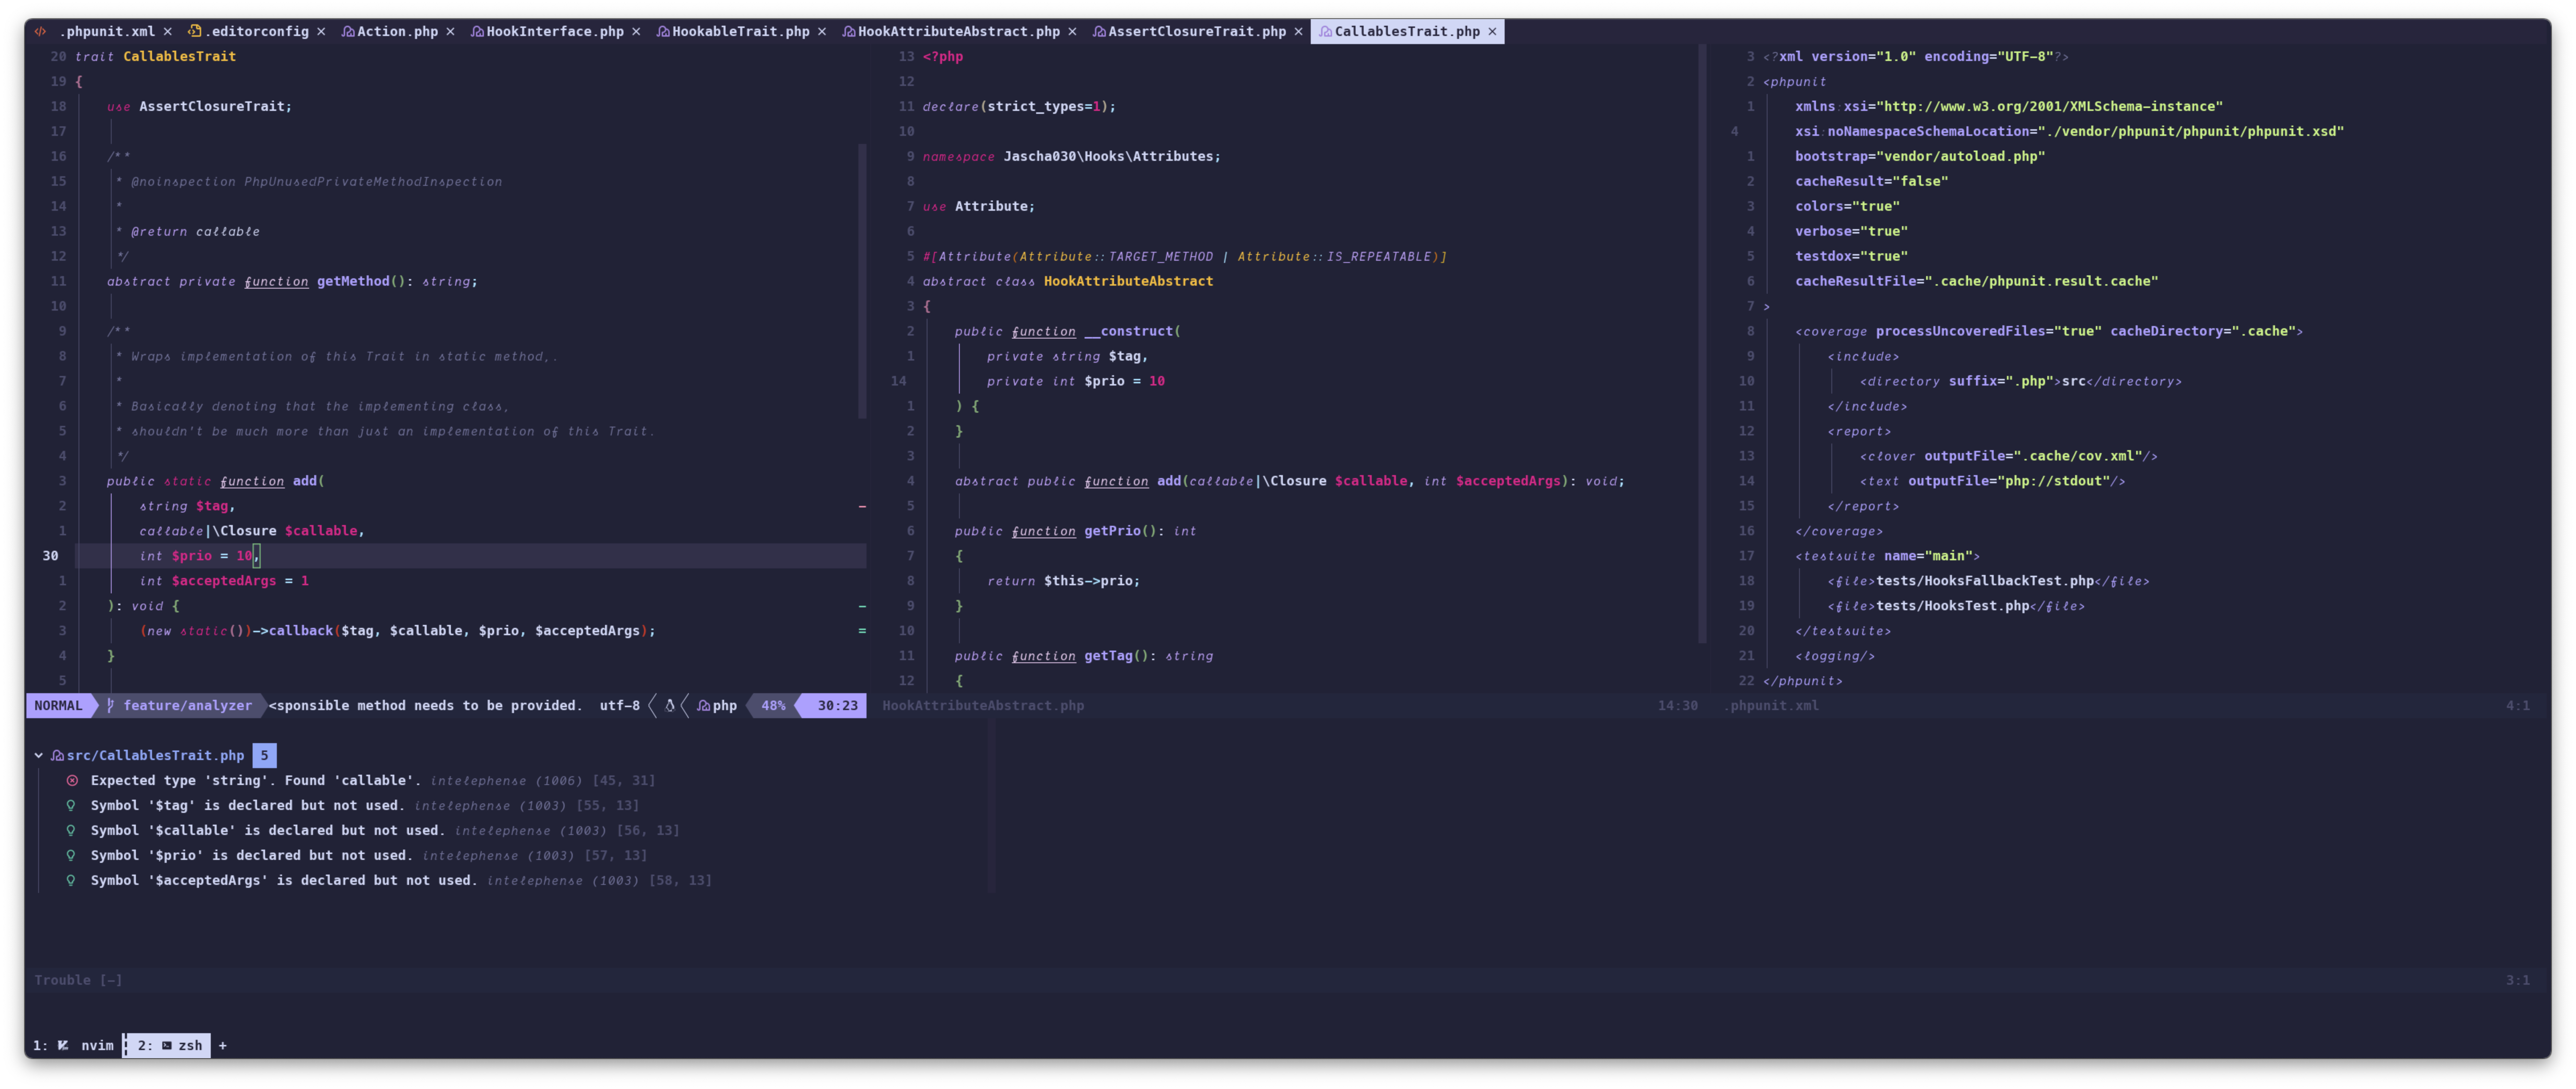 .phpunit.xml × .editorconfig × Action.php × HookInterface.php × HookableTrait.php × HookAttributeAbstract.php × AssertClosureTrait.php × CallablesTrait.php ×
20 trait CallablesTrait
19 {
18 use AssertClosureTrait;
17
16 /**
15 * @noinspection PhpUnusedPrivateMethodInspection
14 *
13 * @return callable
12 */
11 abstract private function getMethod(): string;
10
9 /**
8 * Wraps implementation of this Trait in static method,.
7 *
6 * Basically denoting that the implementing class,
5 * shouldn't be much more than just an implementation of this Trait.
4 */
3 public static function add(
2 string $tag,
1 callable|\Closure $callable,
30 int $prio = 10,
1 int $acceptedArgs = 1
2 ): void {
3 (new static())->callback($tag, $callable, $prio, $acceptedArgs);
4 }
5
NORMAL feature/analyzer <sponsible method needs to be provided. utf-8 php 48% 30:23
13 <?php
12
11 declare(strict_types=1);
10
9 namespace Jascha030\Hooks\Attributes;
8
7 use Attribute;
6
5 #[Attribute(Attribute::TARGET_METHOD | Attribute::IS_REPEATABLE)]
4 abstract class HookAttributeAbstract
3 {
2 public function __construct(
1 private string $tag,
14 private int $prio = 10
1 ) {
2 }
3
4 abstract public function add(callable|\Closure $callable, int $acceptedArgs): void;
5
6 public function getPrio(): int
7 {
8 return $this->prio;
9 }
10
11 public function getTag(): string
12 {
HookAttributeAbstract.php 14:30
3 <?xml version="1.0" encoding="UTF-8"?>
2 <phpunit
1 xmlns:xsi="http://www.w3.org/2001/XMLSchema-instance"
4 xsi:noNamespaceSchemaLocation="./vendor/phpunit/phpunit/phpunit.xsd"
1 bootstrap="vendor/autoload.php"
2 cacheResult="false"
3 colors="true"
4 verbose="true"
5 testdox="true"
6 cacheResultFile=".cache/phpunit.result.cache"
7 >
8 <coverage processUncoveredFiles="true" cacheDirectory=".cache">
9 <include>
10 <directory suffix=".php">src</directory>
11 </include>
12 <report>
13 <clover outputFile=".cache/cov.xml"/>
14 <text outputFile="php://stdout"/>
15 </report>
16 </coverage>
17 <testsuite name="main">
18 <file>tests/HooksFallbackTest.php</file>
19 <file>tests/HooksTest.php</file>
20 </testsuite>
21 <logging/>
22 </phpunit>
.phpunit.xml 4:1
src/CallablesTrait.php 5
Expected type 'string'. Found 'callable'. intelephense (1006) [45, 31]
Symbol '$tag' is declared but not used. intelephense (1003) [55, 13]
Symbol '$callable' is declared but not used. intelephense (1003) [56, 13]
Symbol '$prio' is declared but not used. intelephense (1003) [57, 13]
Symbol '$acceptedArgs' is declared but not used. intelephense (1003) [58, 13]
Trouble [-] 3:1
1: nvim 2: zsh +